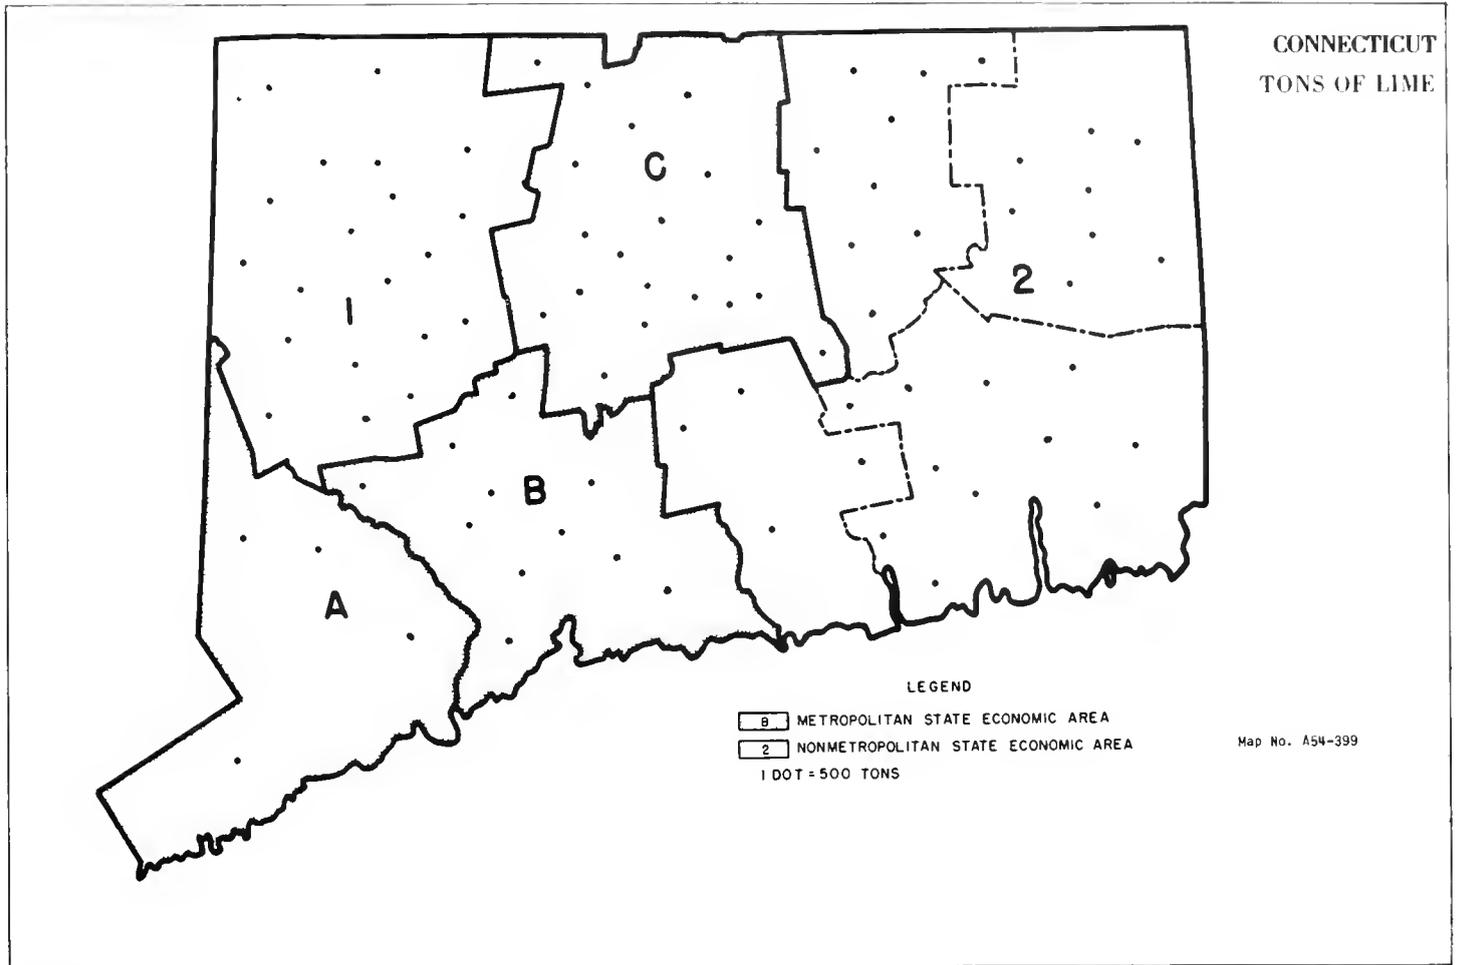 CONNECTICUT
TONS OF LIME
C
2
1
B
A
LEGEND
B METROPOLITAN STATE ECONOMIC AREA
2 NONMETROPOLITAN STATE ECONOMIC AREA
Map No. A54-399
1 DOT = 500 TONS